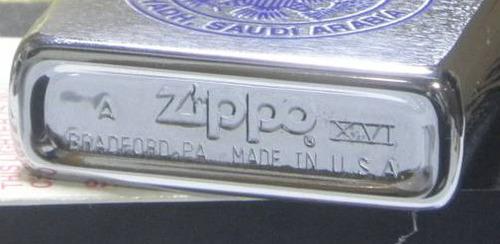 SAUDI ARABIA
A Zippo® XVI
BRADFORD, PA. MADE IN U.S.A